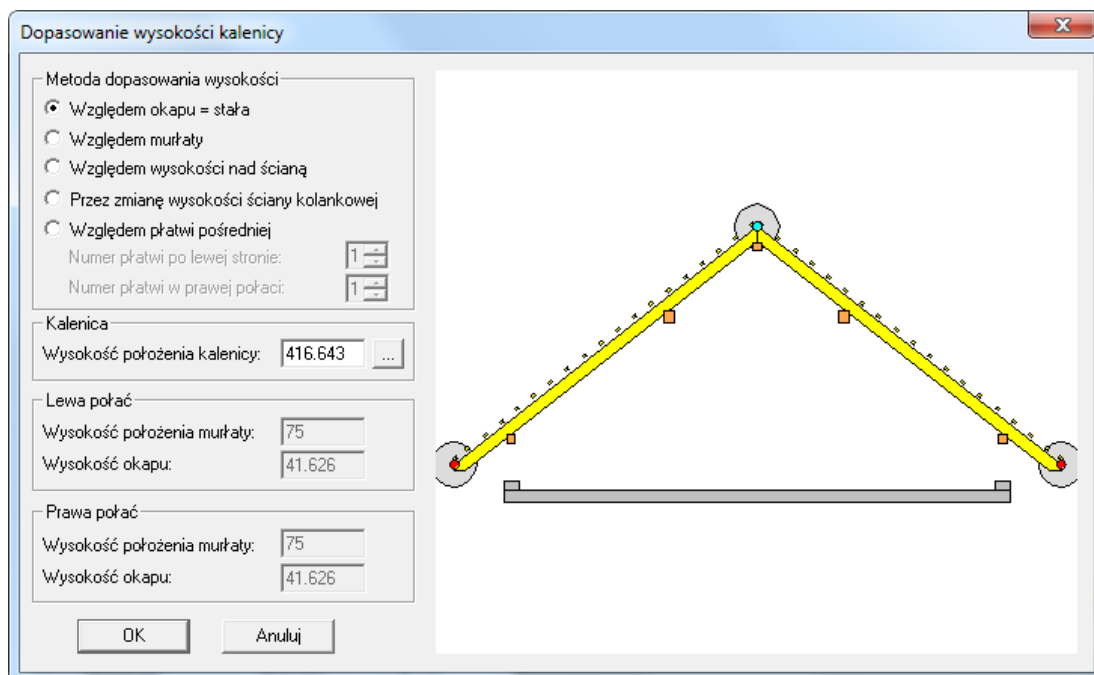 Dopasowanie wysokości kalenicy
Metoda dopasowania wysokości
Względem okapu = stała
Względem murłaty
Względem wysokości nad ścianą
Przez zmianę wysokości ściany kolankowej
Względem płatwi pośredniej
Numer płatwi po lewej stronie: 1
Numer płatwi w prawej połaci: 1
Kalenica
Wysokość położenia kalenicy: 416.643 ...
Lewa połać
Wysokość położenia murłaty: 75
Wysokość okapu: 41.626
Prawa połać
Wysokość położenia murłaty: 75
Wysokość okapu: 41.626
OK Anuluj